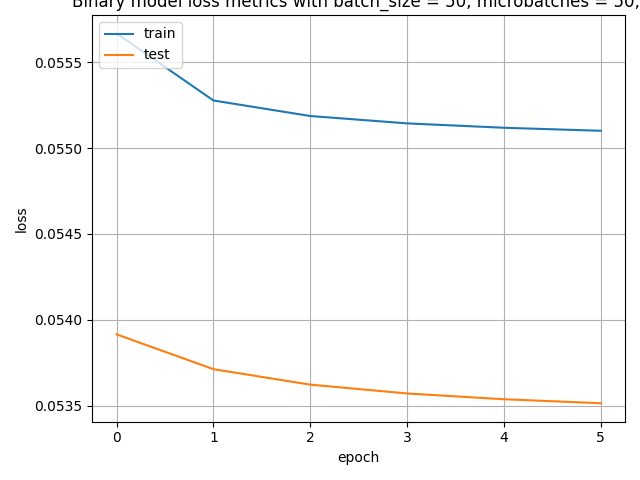 Binary model loss metrics with batch_size = 50, microbatches = 50,
train
test
0.0555
0.0550
0.0545
0.0540
0.0535
loss
0 1 2 3 4 5
epoch